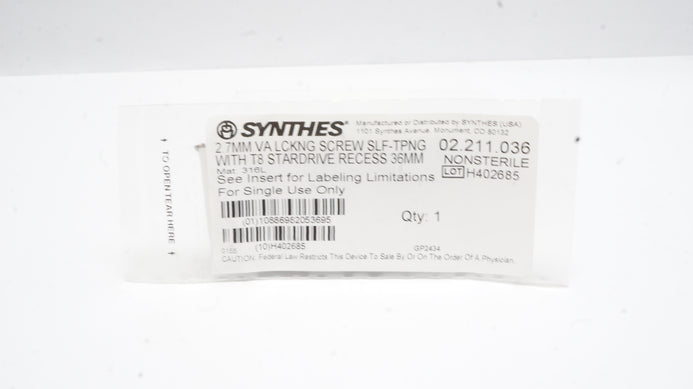 SYNTHES®
Manufactured or Distributed by SYNTHES (USA)
1101 Synthes Avenue, Monument, CO 80132
2.7MM VA LCKNG SCREW SLF-TPNG
WITH T8 STARDRIVE RECESS 36MM
02.211.036
NONSTERILE
LOT H402685
Mat. 316L
See Insert for Labeling Limitations
For Single Use Only
(01)10886982053695
Qty: 1
(10)H402685
GP2434
CAUTION: Federal Law Restricts This Device To Sale By Or On The Order Of A Physician.
↑ TO OPEN TEAR HERE ↑